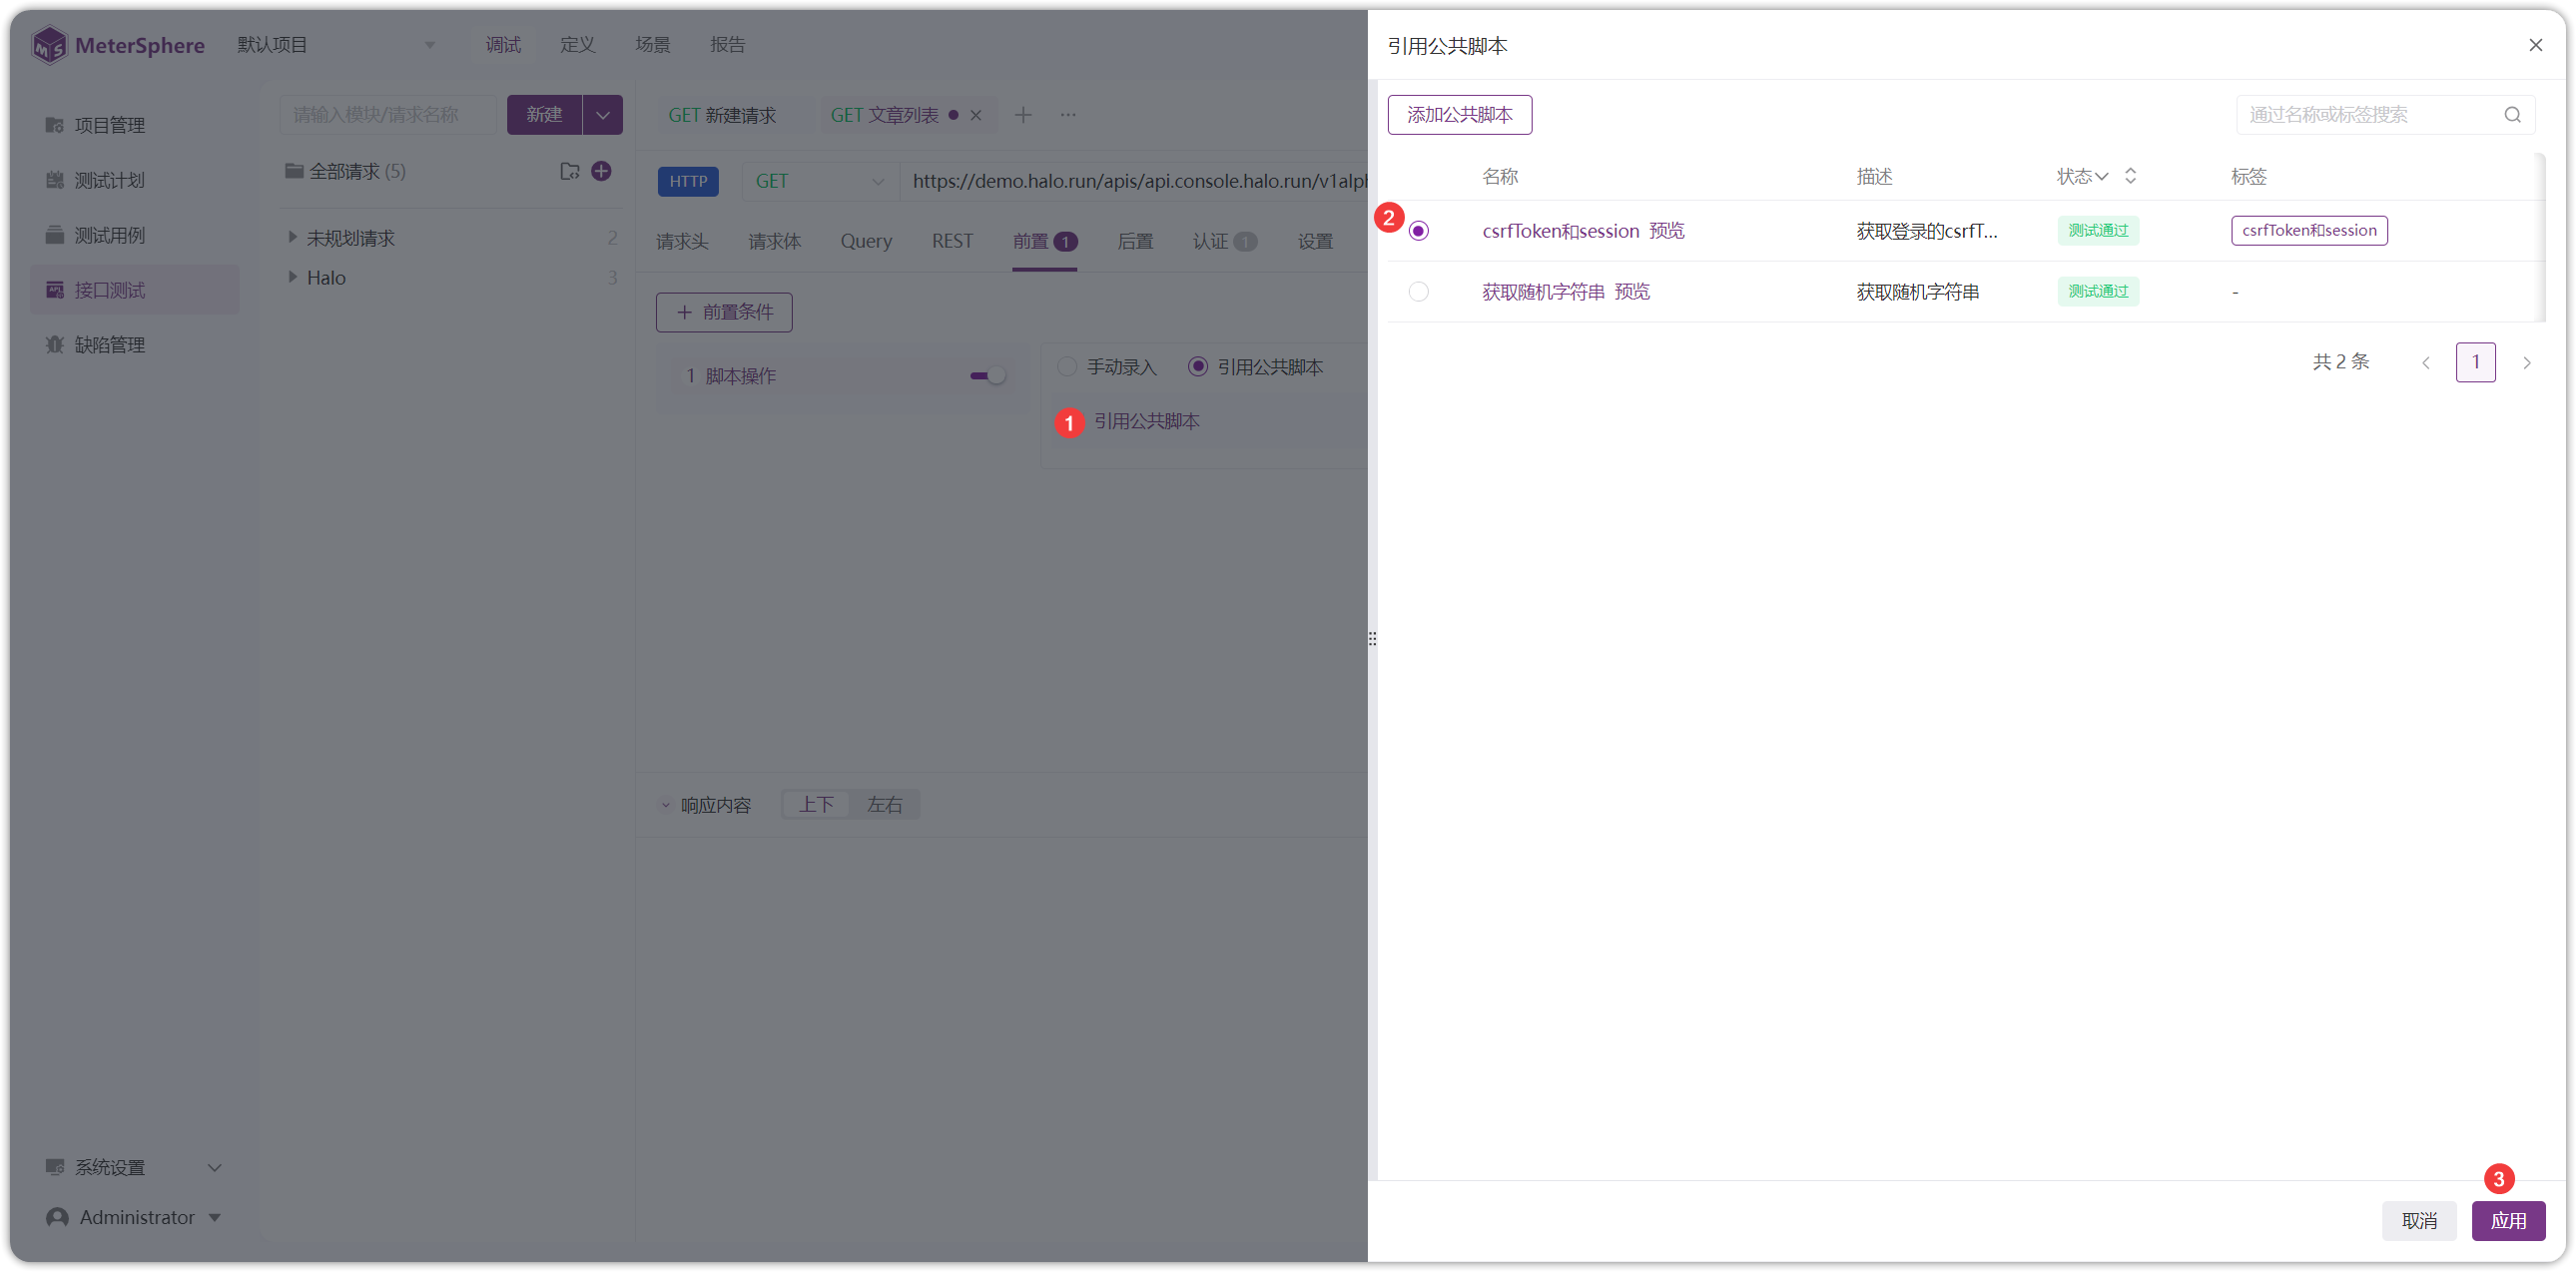 MeterSphere 默认项目 调试 定义 场景 报告
项目管理
测试计划
测试用例
接口测试
缺陷管理
系统设置
Administrator
请输入模块/请求名称 新建
全部请求 (5)
未规划请求 2
Halo 3
GET 新建请求 GET 文章列表
HTTP GET https://demo.halo.run/apis/api.console.halo.run/v1alph
请求头 请求体 Query REST 前置 1 后置 认证 1 设置
前置条件
1 脚本操作
手动录入 引用公共脚本
1 引用公共脚本
响应内容 上下 左右
引用公共脚本
添加公共脚本 通过名称或标签搜索
名称 描述 状态 标签
2 csrfToken和session 预览 获取登录的csrfT... 测试通过 csrfToken和session
获取随机字符串 预览 获取随机字符串 测试通过 -
共 2 条 1
3
取消 应用